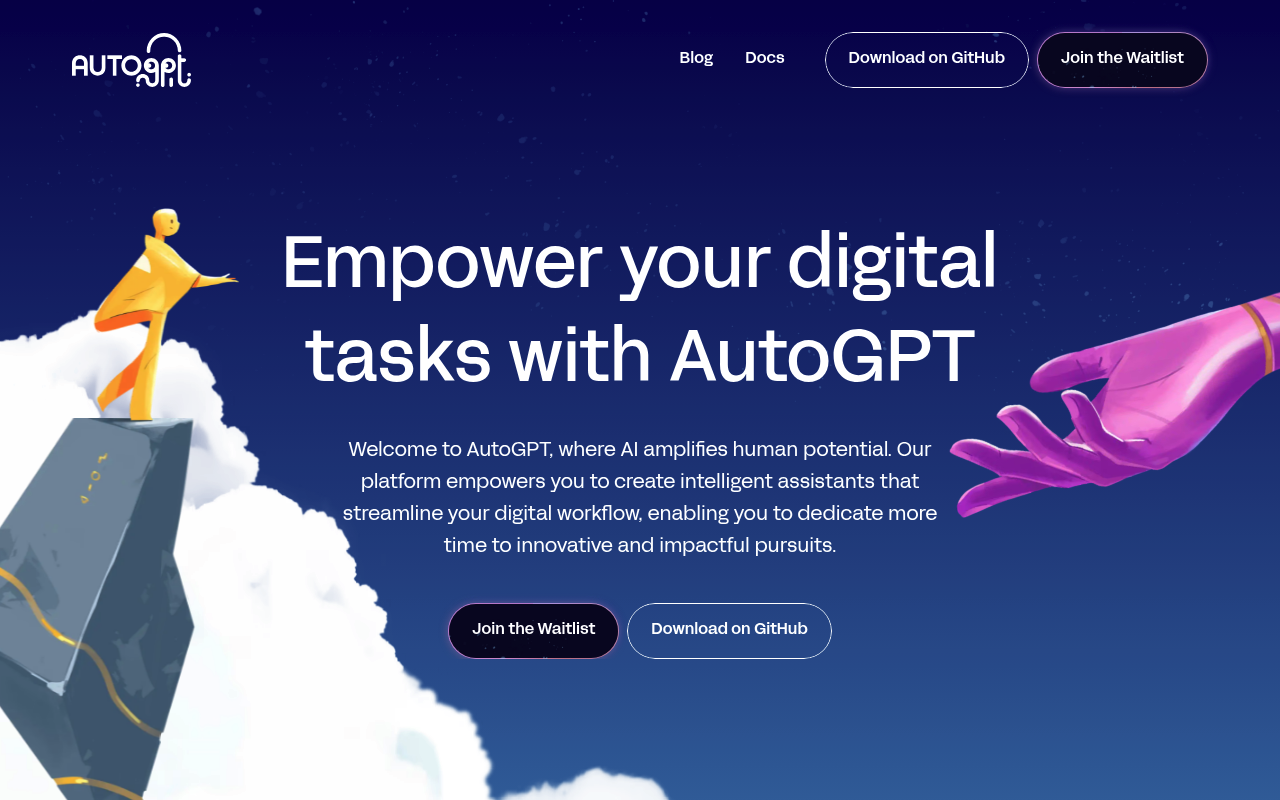 AUTOgpt
Blog
Docs
Download on GitHub
Join the Waitlist
Empower your digital
tasks with AutoGPT
Welcome to AutoGPT, where AI amplifies human potential. Our
platform empowers you to create intelligent assistants that
streamline your digital workflow, enabling you to dedicate more
time to innovative and impactful pursuits.
Join the Waitlist
Download on GitHub